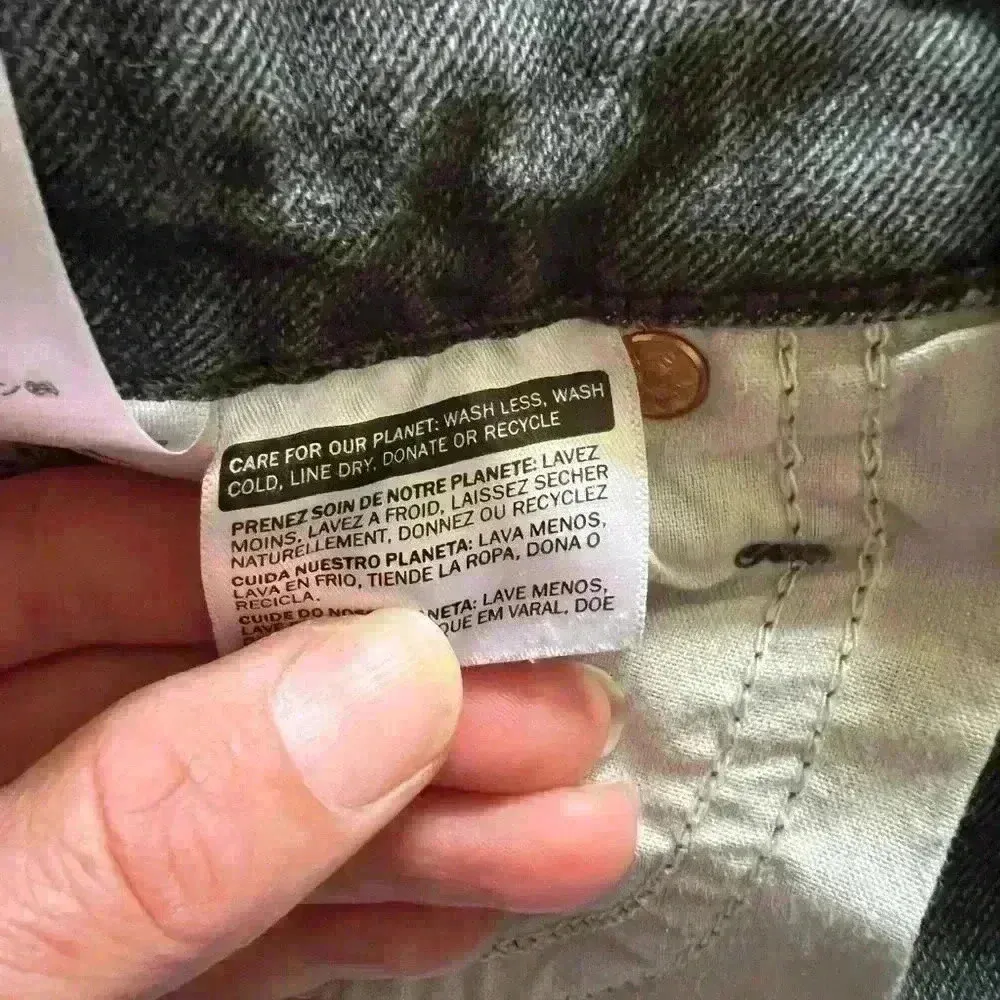 CARE FOR OUR PLANET: WASH LESS, WASH
COLD, LINE DRY, DONATE OR RECYCLE
PRENEZ SOIN DE NOTRE PLANETE: LAVEZ
MOINS, LAVEZ A FROID, LAISSEZ SECHER
NATURELLEMENT, DONNEZ OU RECYCLEZ
CUIDA NUESTRO PLANETA: LAVA MENOS,
LAVA EN FRIO, TIENDE LA ROPA, DONA O
RECICLA.
CUIDE DO LAVE MENOS,
EM VARAL, DOE